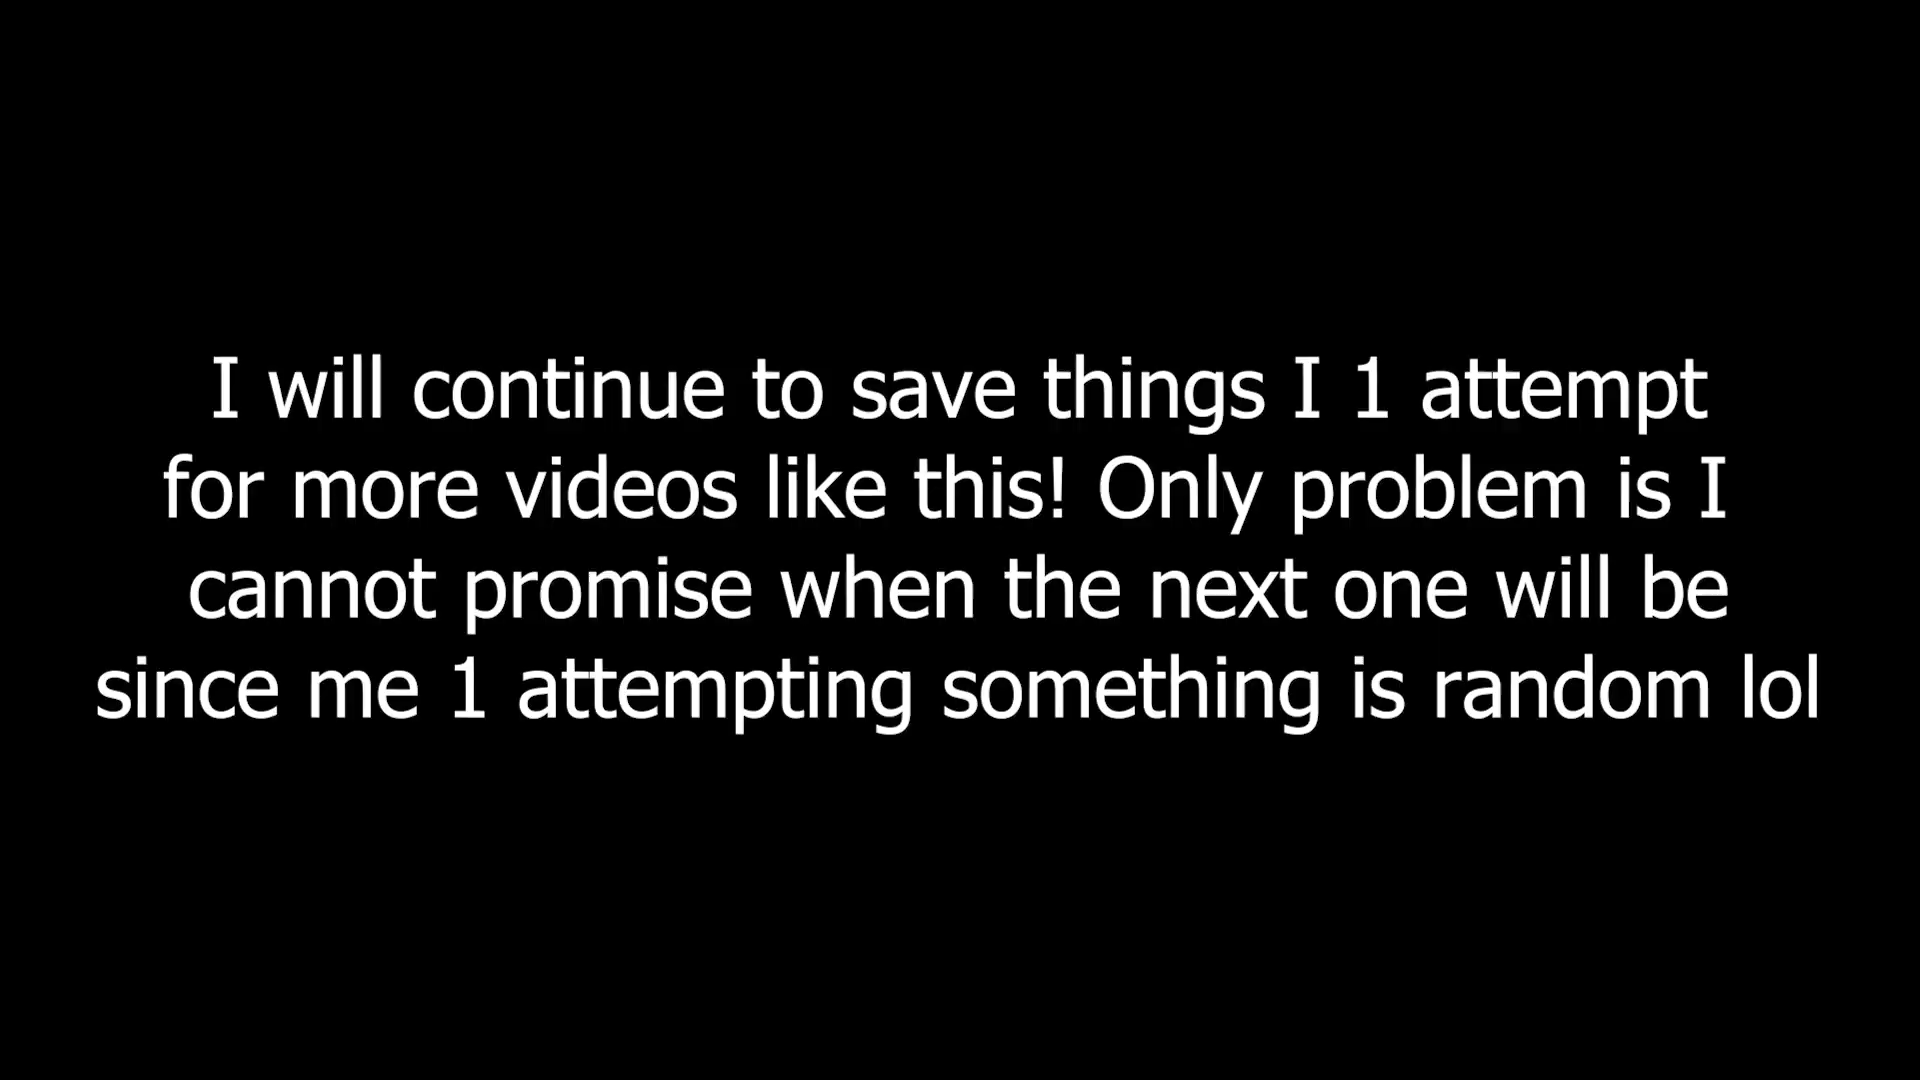 I will continue to save things I 1 attempt
for more videos like this! Only problem is I
cannot promise when the next one will be
since me 1 attempting something is random lol